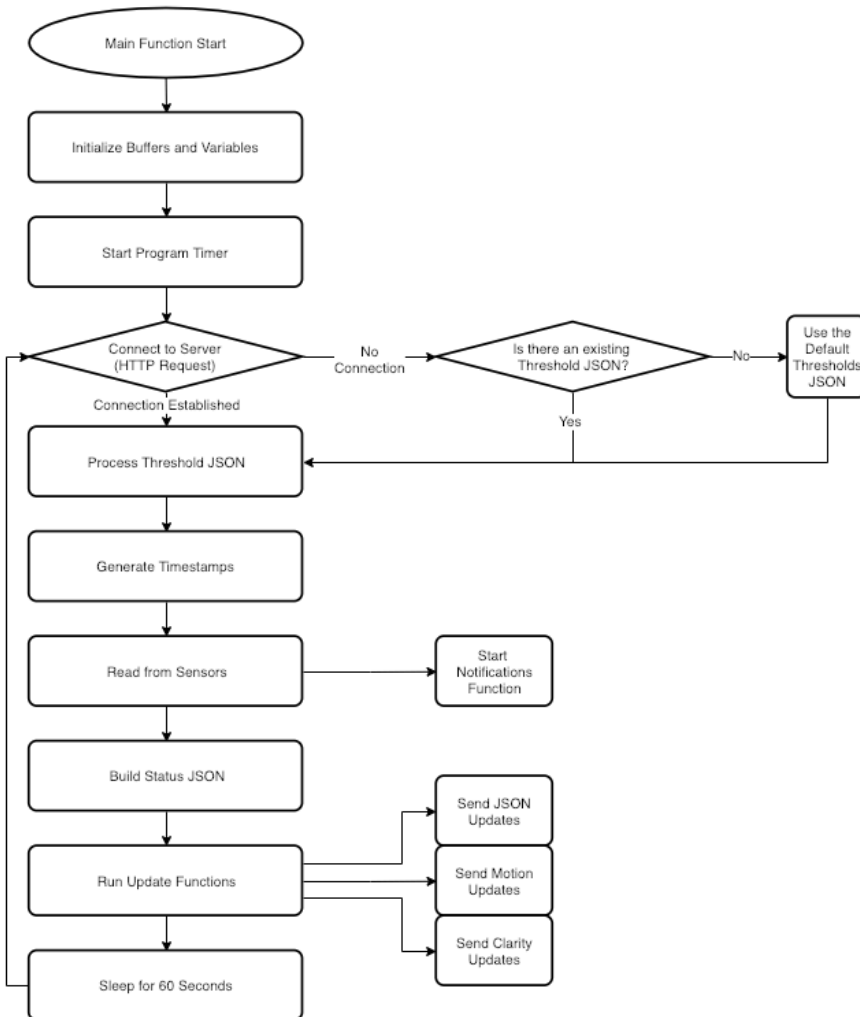 Main Function Start
Initialize Buffers and Variables
Start Program Timer
Connect to Server
(HTTP Request)
No
Connection
Is there an existing
Threshold JSON?
No
Use the
Default
Thresholds
JSON
Connection Established
Yes
Process Threshold JSON
Generate Timestamps
Read from Sensors
Start
Notifications
Function
Build Status JSON
Send JSON
Updates
Run Update Functions
Send Motion
Updates
Send Clarity
Updates
Sleep for 60 Seconds